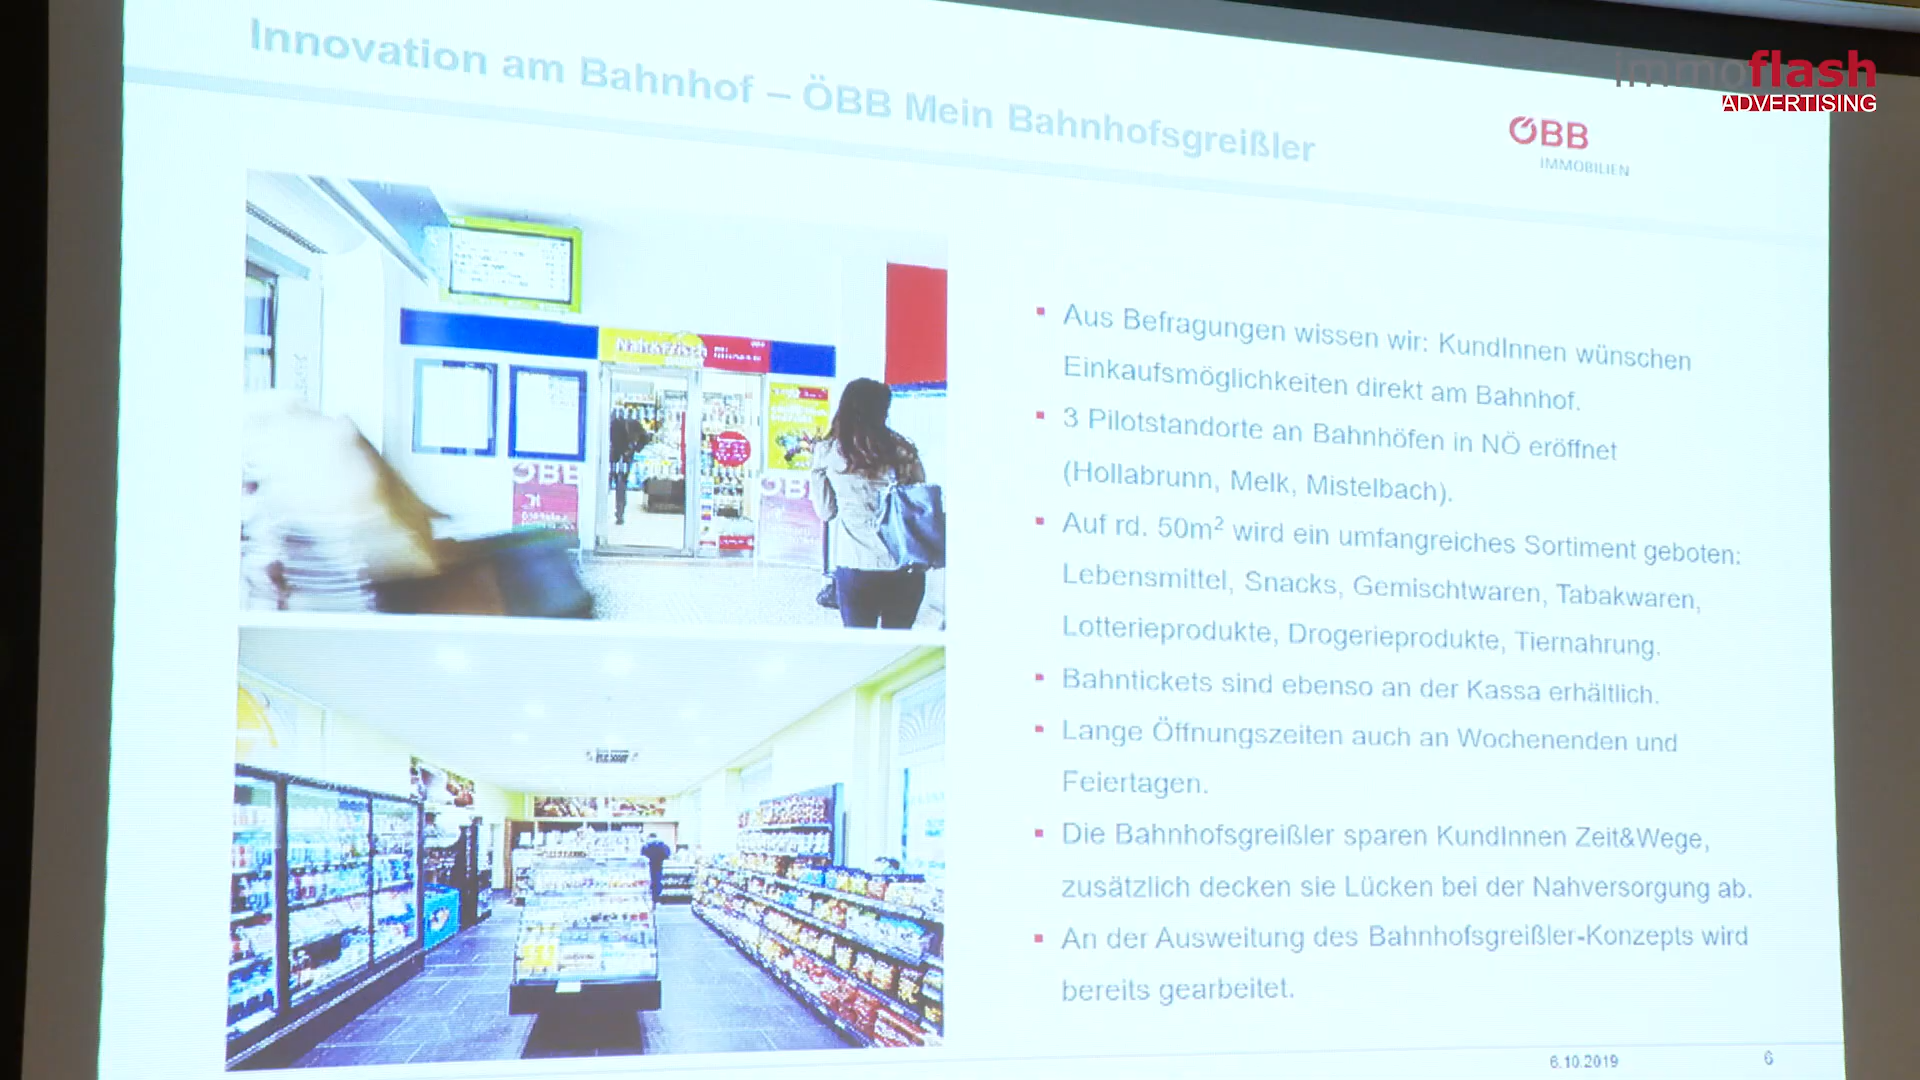 Innovation am Bahnhof – ÖBB Mein Bahnhofsgreißler
immoflash
ADVERTISING
ÖBB
IMMOBILIEN
Nah&Frisch
ÖBB
ÖBB
Aus Befragungen wissen wir: KundInnen wünschen
Einkaufsmöglichkeiten direkt am Bahnhof.
3 Pilotstandorte an Bahnhöfen in NÖ eröffnet
(Hollabrunn, Melk, Mistelbach).
Auf rd. 50m² wird ein umfangreiches Sortiment geboten:
Lebensmittel, Snacks, Gemischtwaren, Tabakwaren,
Lotterieprodukte, Drogerieprodukte, Tiernahrung.
Bahntickets sind ebenso an der Kassa erhältlich.
Lange Öffnungszeiten auch an Wochenenden und
Feiertagen.
Die Bahnhofsgreißler sparen KundInnen Zeit&Wege,
zusätzlich decken sie Lücken bei der Nahversorgung ab.
An der Ausweitung des Bahnhofsgreißler-Konzepts wird
bereits gearbeitet.
6.10.2019
6